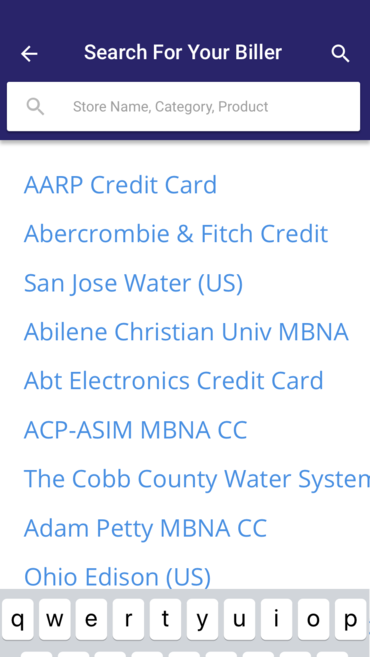 Search For Your Biller
Store Name, Category, Product
AARP Credit Card
Abercrombie & Fitch Credit
San Jose Water (US)
Abilene Christian Univ MBNA
Abt Electronics Credit Card
ACP-ASIM MBNA CC
The Cobb County Water System
Adam Petty MBNA CC
Ohio Edison (US)
q w e r t y u i o p